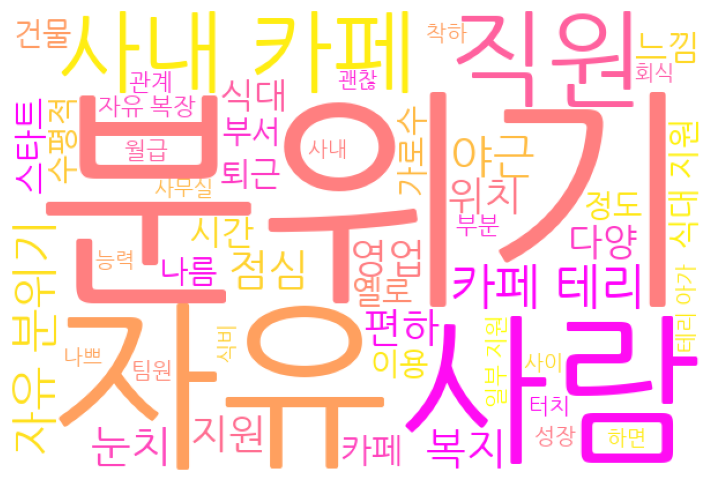 건물
사내 카페
착하
직원
느낌
관계
괜찮
회식
스타트
수평적
자유 복장
식대
월급
부서
사내
가로수
야근
식대 지원
분위기
퇴근
사무실
위치
정도
부분
시간
다양
능력
나름
점심
영업
옐로
카페 테리
테리 아가
자유 분위기
자유
편하
사람
나쁘
팀원
식비
이용
일부 지원
사이
터치
눈치
지원
카페
복지
성장
하면